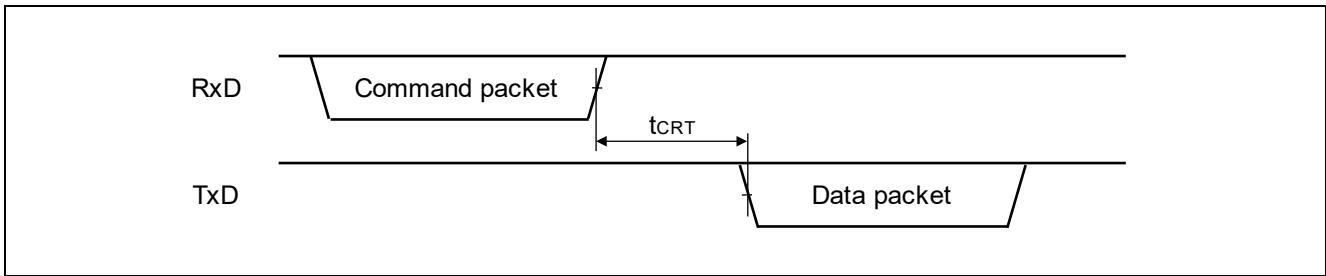 RxD
Command packet
tCRT
TxD
Data packet